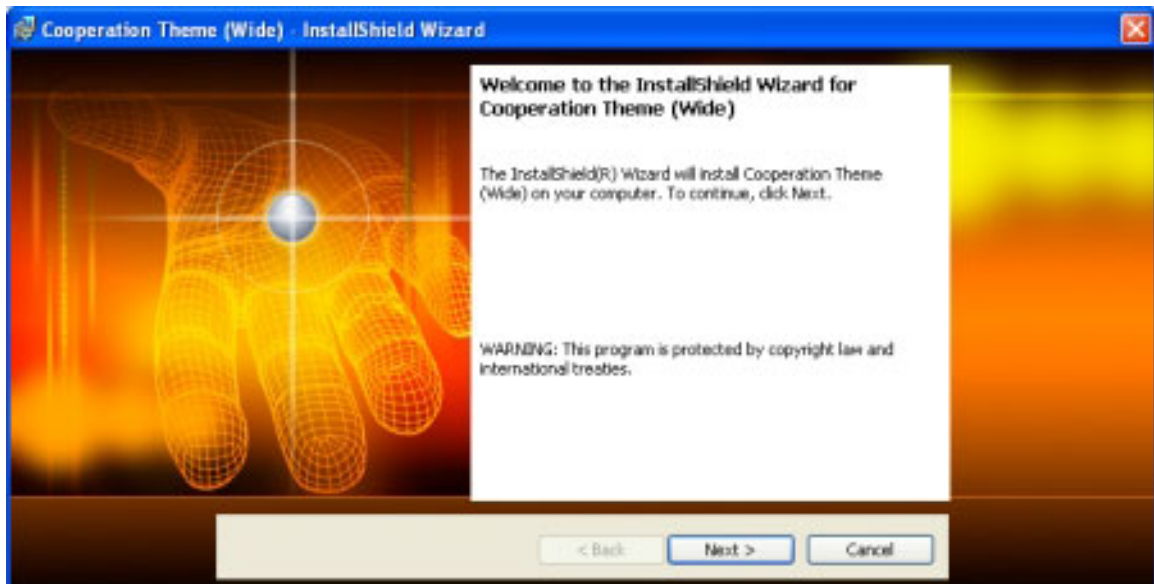 Cooperation Theme (Wide) - InstallShield Wizard
Welcome to the InstallShield Wizard for
Cooperation Theme (Wide)
The InstallShield(R) Wizard will install Cooperation Theme
(Wide) on your computer. To continue, click Next.
WARNING: This program is protected by copyright law and
international treaties.
< Back
Next >
Cancel